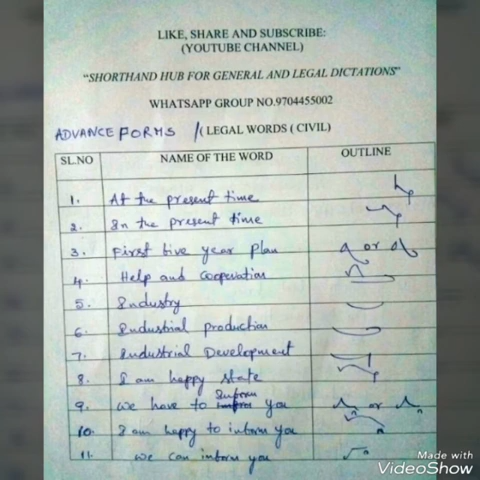 LIKE, SHARE AND SUBSCRIBE:
(YOUTUBE CHANNEL)
"SHORTHAND HUB FOR GENERAL AND LEGAL DICTATIONS"
WHATSAPP GROUP NO.9704455002
ADVANCE FORMS /( LEGAL WORDS ( CIVIL)
SL.NO NAME OF THE WORD OUTLINE
1. At the present time
2. In the present time
3. First five year plan or
4. Help and cooperation
5. Industry
6. Industrial production
7. Industrial Development
8. I am happy state
9. we have to inform you or
10. I am happy to inform you
11. we can inform you
Made with
VideoShow